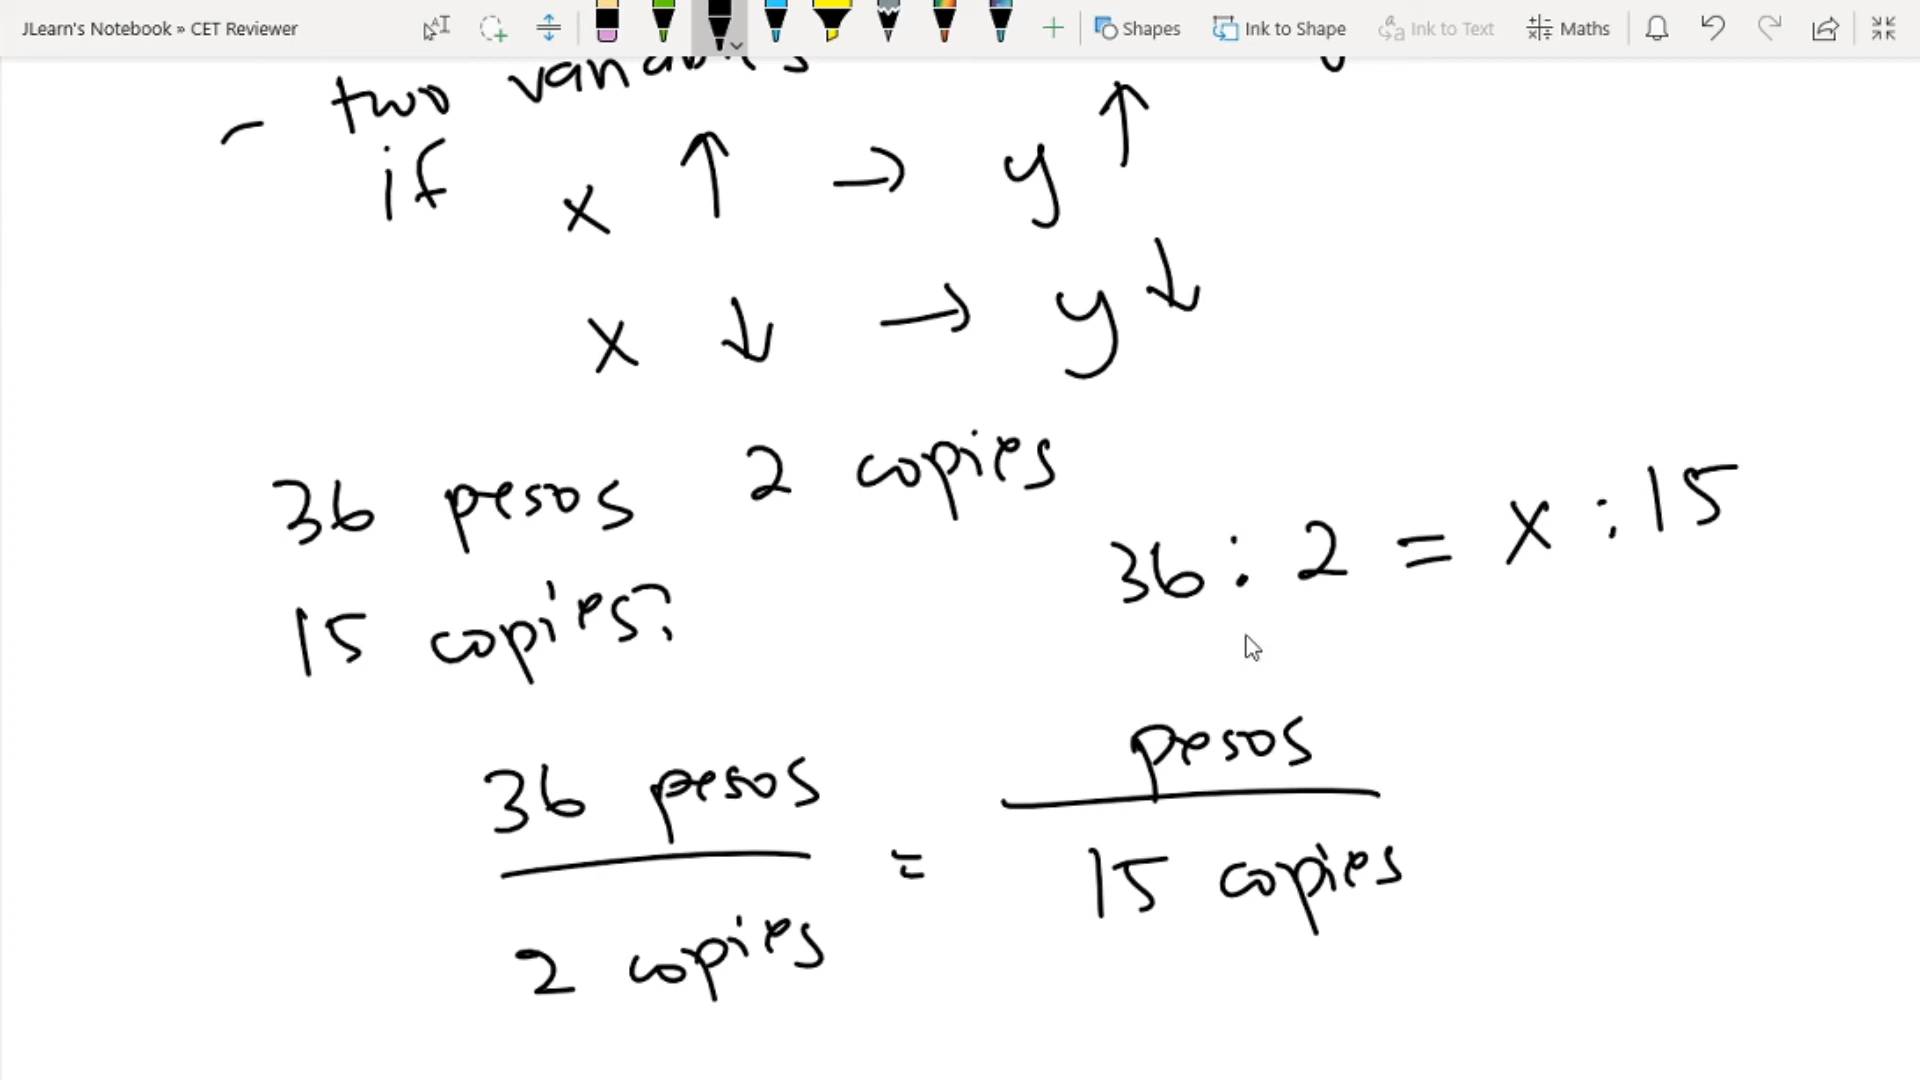 JLearn's Notebook » CET Reviewer
Shapes
Ink to Shape
Ink to Text
Maths
- two
if x ↑ → y ↑
x ↓ → y ↓
36 pesos 2 copies
36 : 2 = x : 15
15 copies?
36 pesos
2 copies
=
pesos
15 copies